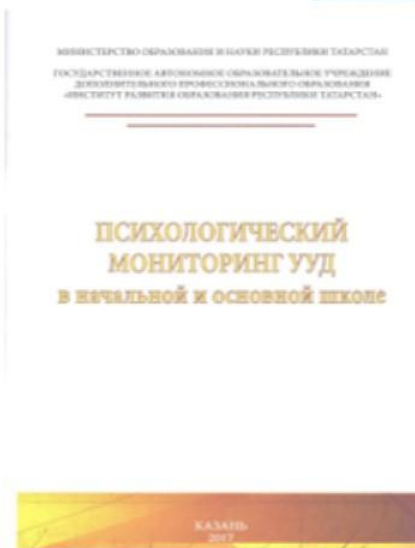 МИНИСТЕРСТВО ОБРАЗОВАНИЯ И НАУКИ РЕСПУБЛИКИ ТАТАРСТАН
ГОСУДАРСТВЕННОЕ АВТОНОМНОЕ ОБРАЗОВАТЕЛЬНОЕ УЧРЕЖДЕНИЕ
ДОПОЛНИТЕЛЬНОГО ПРОФЕССИОНАЛЬНОГО ОБРАЗОВАНИЯ
«ИНСТИТУТ РАЗВИТИЯ ОБРАЗОВАНИЯ РЕСПУБЛИКИ ТАТАРСТАН»
ПСИХОЛОГИЧЕСКИЙ
МОНИТОРИНГ УУД
в начальной и основной школе
КАЗАНЬ
2017